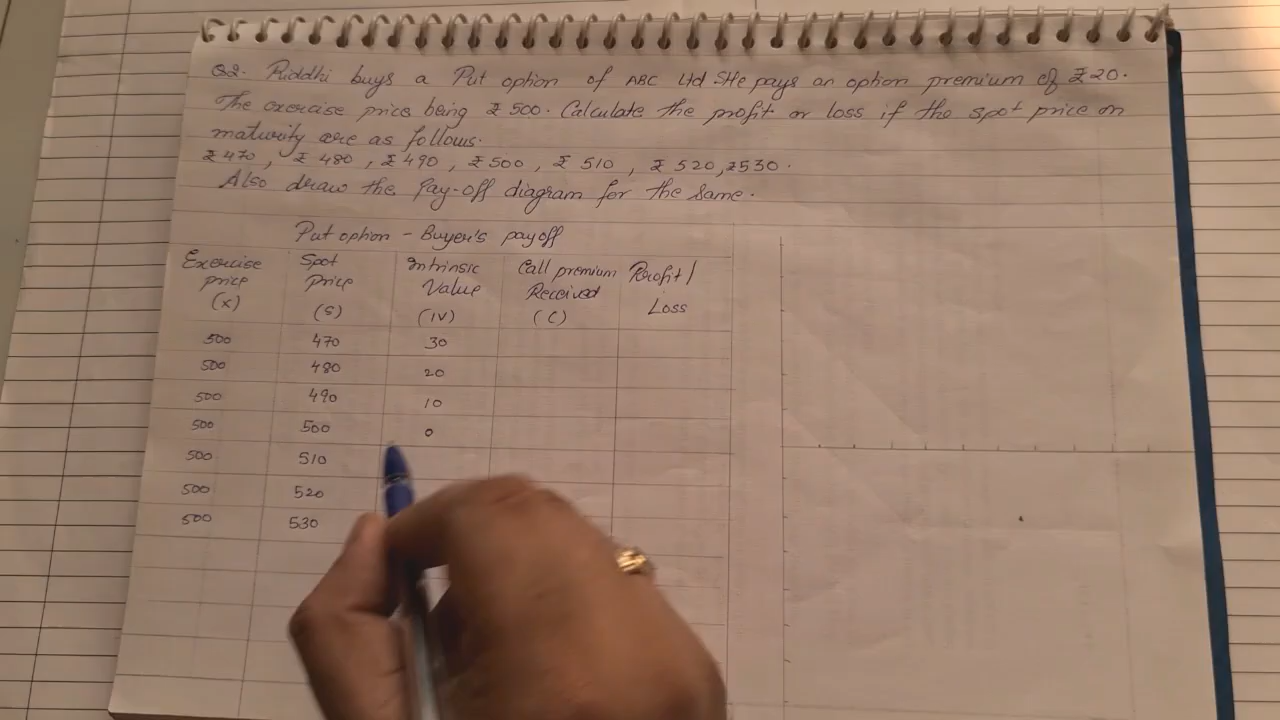 Q2. Riddhi buys a Put option of ABC Ltd. She pays an option premium of ₹20.
The exercise price being ₹500. Calculate the profit or loss if the spot price on
maturity are as follows.
₹470, ₹480, ₹490, ₹500, ₹510, ₹520, ₹530.
Also draw the Pay-off diagram for the same.
Put option - Buyer's payoff
Exercise price (X) Spot Price (S) Intrinsic Value (IV) Call premium Received (C) Profit/ Loss
500 470 30
500 480 20
500 490 10
500 500 0
500 510
500 520
500 530